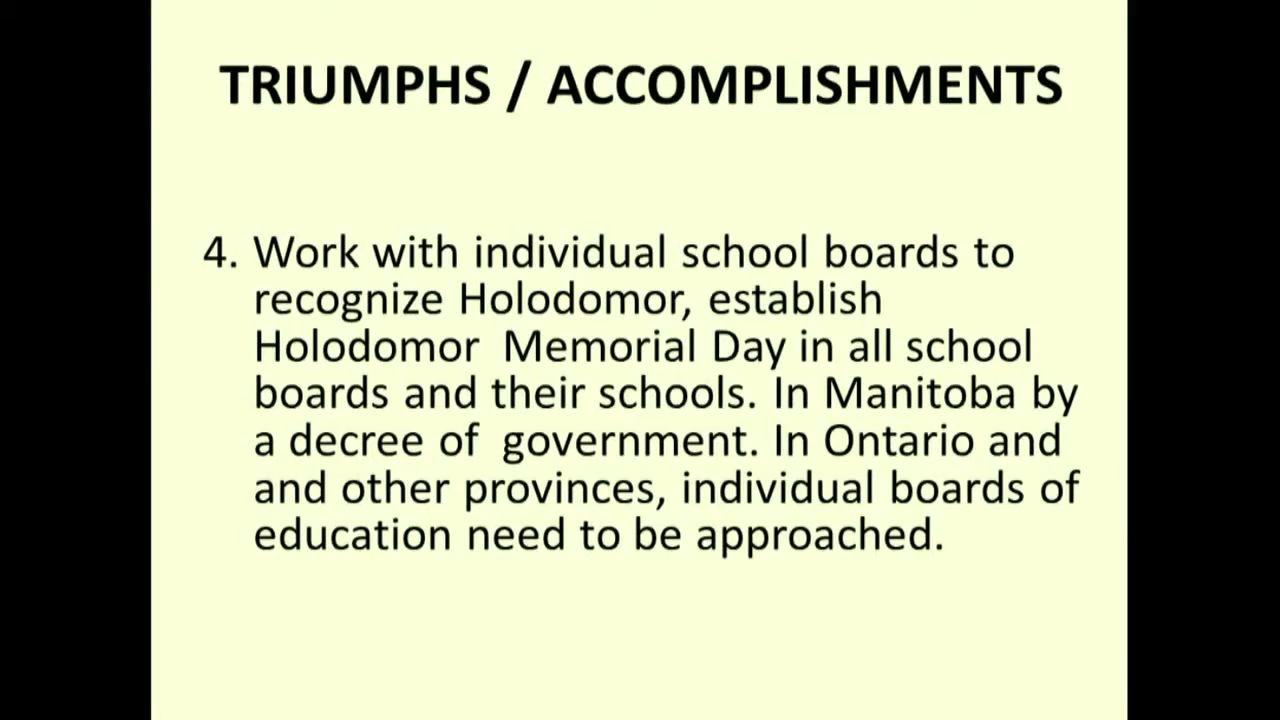 TRIUMPHS / ACCOMPLISHMENTS
4. Work with individual school boards to
recognize Holodomor, establish
Holodomor  Memorial Day in all school
boards and their schools. In Manitoba by
a decree of  government. In Ontario and
and other provinces, individual boards of
education need to be approached.